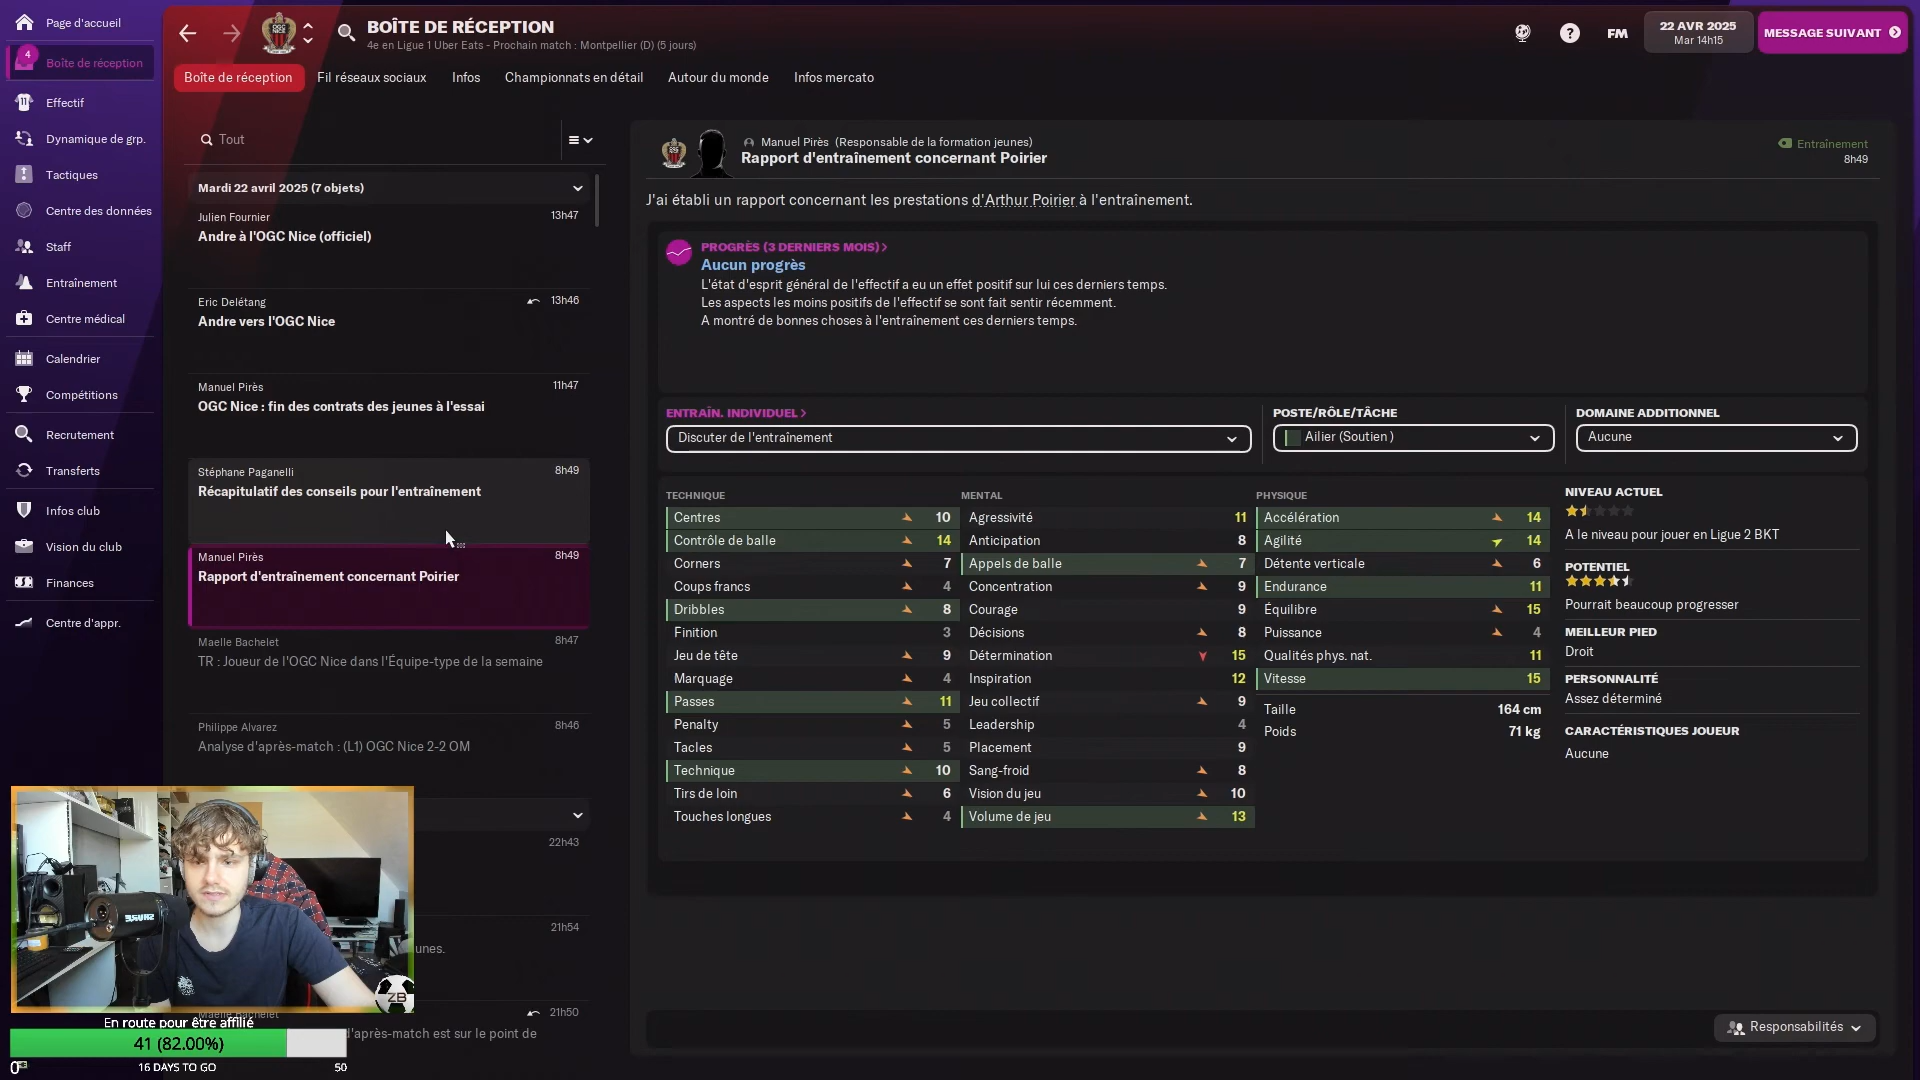 Page d'accueil
4
Boîte de réception
Effectif
Dynamique de grp.
Tactiques
Centre des données
Staff
Entraînement
Centre médical
Calendrier
Compétitions
Recrutement
Transferts
Infos club
Vision du club
Finances
Centre d'appr.
BOÎTE DE RÉCEPTION
4e en Ligue 1 Uber Eats - Prochain match : Montpellier (D) (5 jours)
?
FM
22 AVR 2025
Mar 14h15
MESSAGE SUIVANT
Boîte de réception
Fil réseaux sociaux
Infos
Championnats en détail
Autour du monde
Infos mercato
Tout
Mardi 22 avril 2025 (7 objets)
Julien Fournier 13h47
Andre à l'OGC Nice (officiel)
Eric Delétang 13h46
Andre vers l'OGC Nice
Manuel Pirès 11h47
OGC Nice : fin des contrats des jeunes à l'essai
Stéphane Paganelli 8h49
Récapitulatif des conseils pour l'entraînement
Manuel Pirès 8h49
Rapport d'entraînement concernant Poirier
Maelle Bachelet 8h47
TR : Joueur de l'OGC Nice dans l'Équipe-type de la semaine
Philippe Alvarez 8h46
Analyse d'après-match : (L1) OGC Nice 2-2 OM
22h43
21h54
unes.
Maelle Bachelet 21h50
d'après-match est sur le point de
Manuel Pirès (Responsable de la formation jeunes)
Rapport d'entraînement concernant Poirier
Entraînement
8h49
J'ai établi un rapport concernant les prestations d'Arthur Poirier à l'entraînement.
PROGRÈS (3 DERNIERS MOIS)
Aucun progrès
L'état d'esprit général de l'effectif a eu un effet positif sur lui ces derniers temps.
Les aspects les moins positifs de l'effectif se sont fait sentir récemment.
A montré de bonnes choses à l'entraînement ces derniers temps.
ENTRAÎN. INDIVIDUEL
Discuter de l'entraînement
POSTE/RÔLE/TÂCHE
Ailier (Soutien )
DOMAINE ADDITIONNEL
Aucune
TECHNIQUE
Centres 10
Contrôle de balle 14
Corners 7
Coups francs 4
Dribbles 8
Finition 3
Jeu de tête 9
Marquage 4
Passes 11
Penalty 5
Tacles 5
Technique 10
Tirs de loin 6
Touches longues 4
MENTAL
Agressivité 11
Anticipation 8
Appels de balle 7
Concentration 9
Courage 9
Décisions 8
Détermination 15
Inspiration 12
Jeu collectif 9
Leadership 4
Placement 9
Sang-froid 8
Vision du jeu 10
Volume de jeu 13
PHYSIQUE
Accélération 14
Agilité 14
Détente verticale 6
Endurance 11
Équilibre 15
Puissance 4
Qualités phys. nat. 11
Vitesse 15
Taille 164 cm
Poids 71 kg
NIVEAU ACTUEL
A le niveau pour jouer en Ligue 2 BKT
POTENTIEL
Pourrait beaucoup progresser
MEILLEUR PIED
Droit
PERSONNALITÉ
Assez déterminé
CARACTÉRISTIQUES JOUEUR
Aucune
Responsabilités
SHURE
ZB
En route pour être affilié
41 (82.00%)
0
16 DAYS TO GO
50